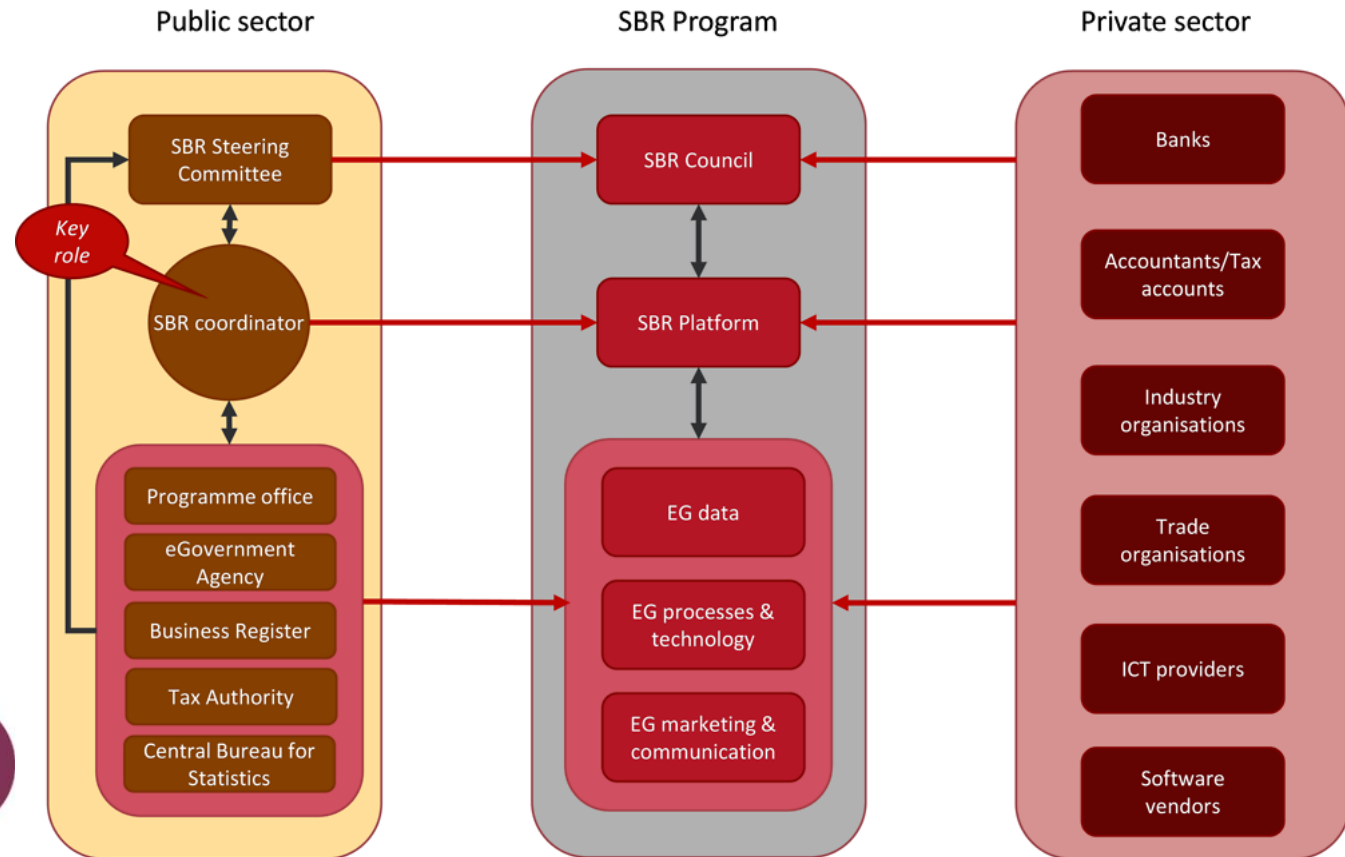 Public sector
SBR Program
Private sector
SBR Steering
Committee
Key
role
SBR coordinator
Programme office
eGovernment
Agency
Business Register
Tax Authority
Central Bureau for
Statistics
SBR Council
SBR Platform
EG data
EG processes &
technology
EG marketing &
communication
Banks
Accountants/Tax
accounts
Industry
organisations
Trade
organisations
ICT providers
Software
vendors